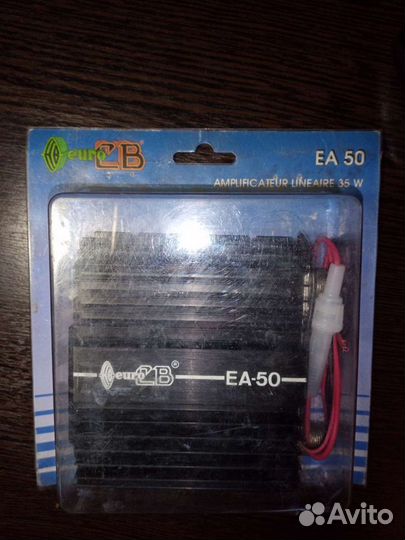 euro CB
EA 50
AMPLIFICATEUR LINEAIRE 35 W
euro CB® EA-50
Avito